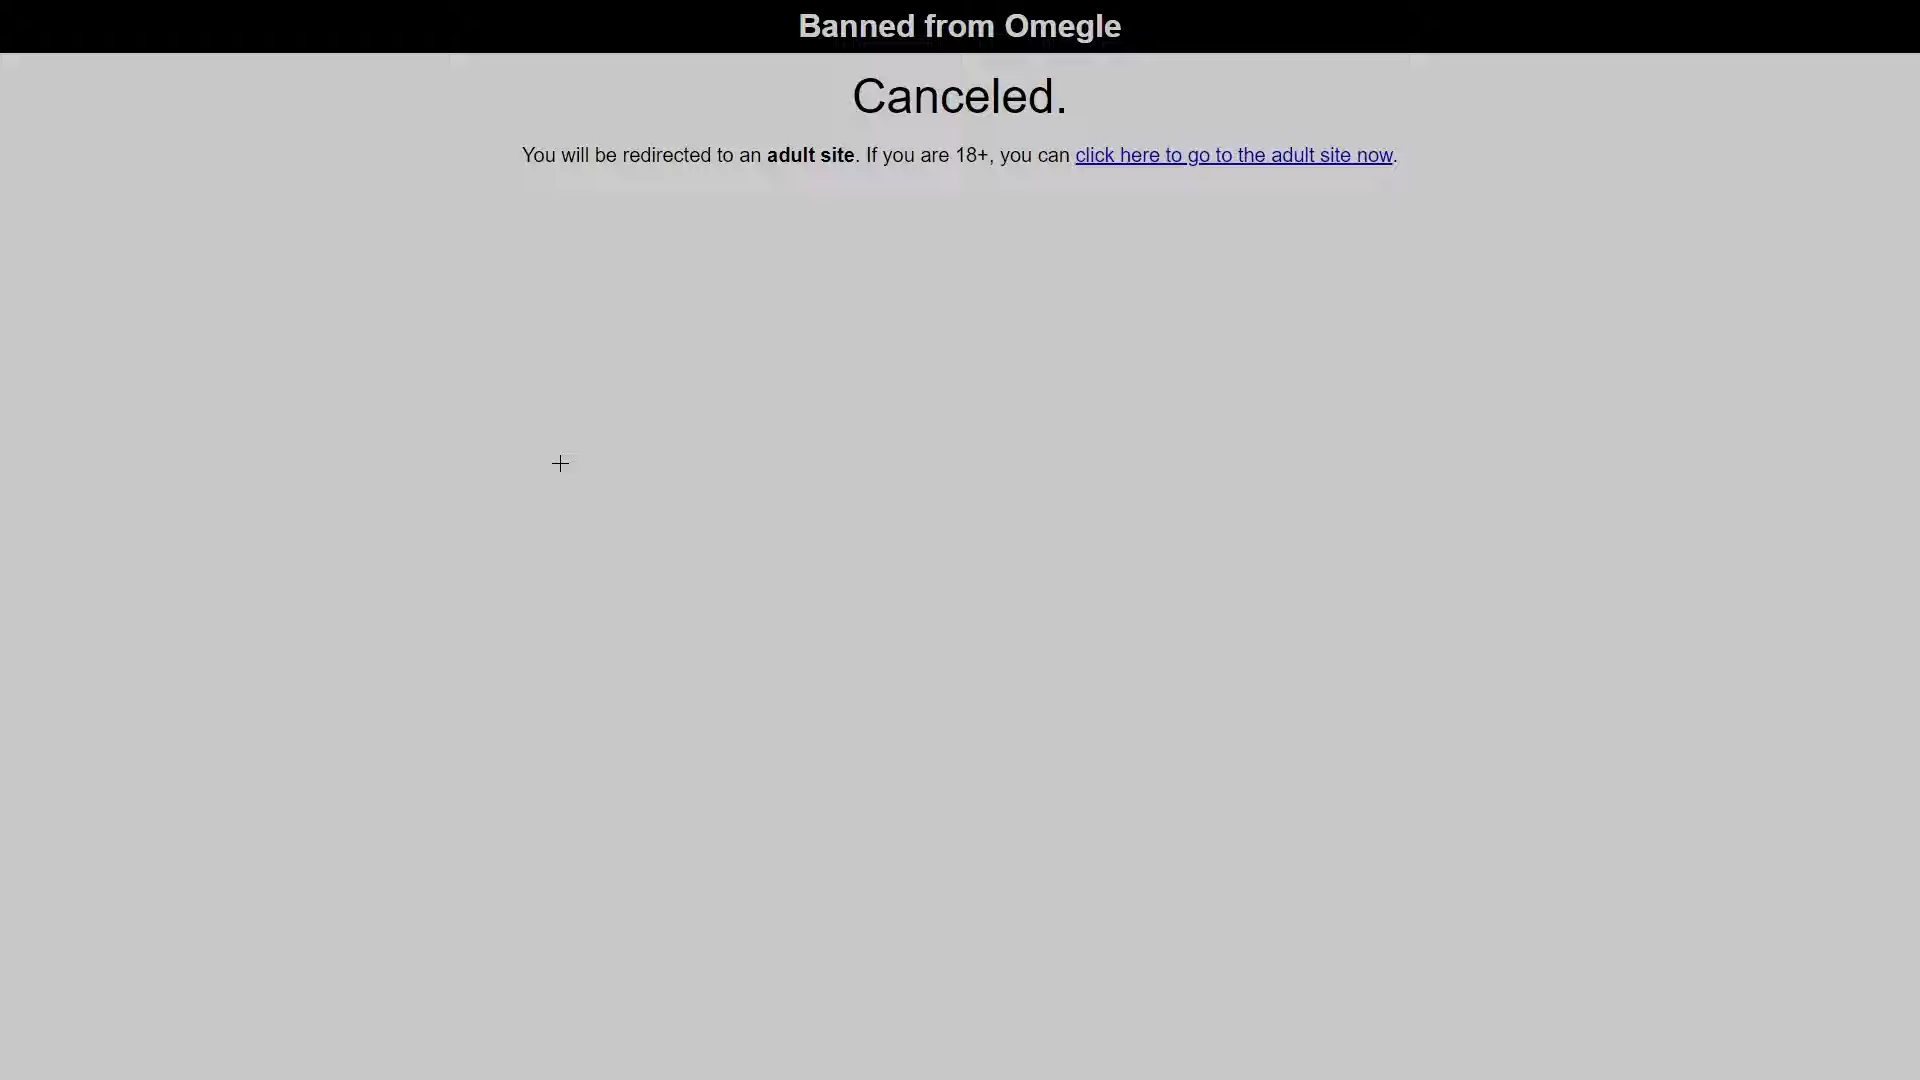 Banned from Omegle
Canceled.
You will be redirected to an adult site. If you are 18+, you can click here to go to the adult site now.